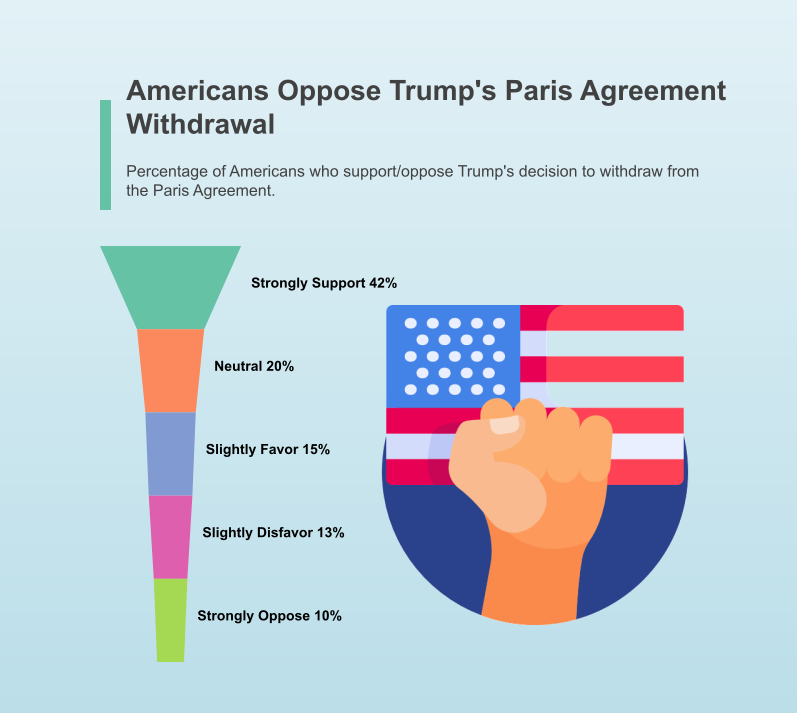 Americans Oppose Trump's Paris Agreement
Withdrawal
Percentage of Americans who support/oppose Trump's decision to withdraw from
the Paris Agreement.
Strongly Support 42%
Neutral 20%
Slightly Favor 15%
Slightly Disfavor 13%
Strongly Oppose 10%